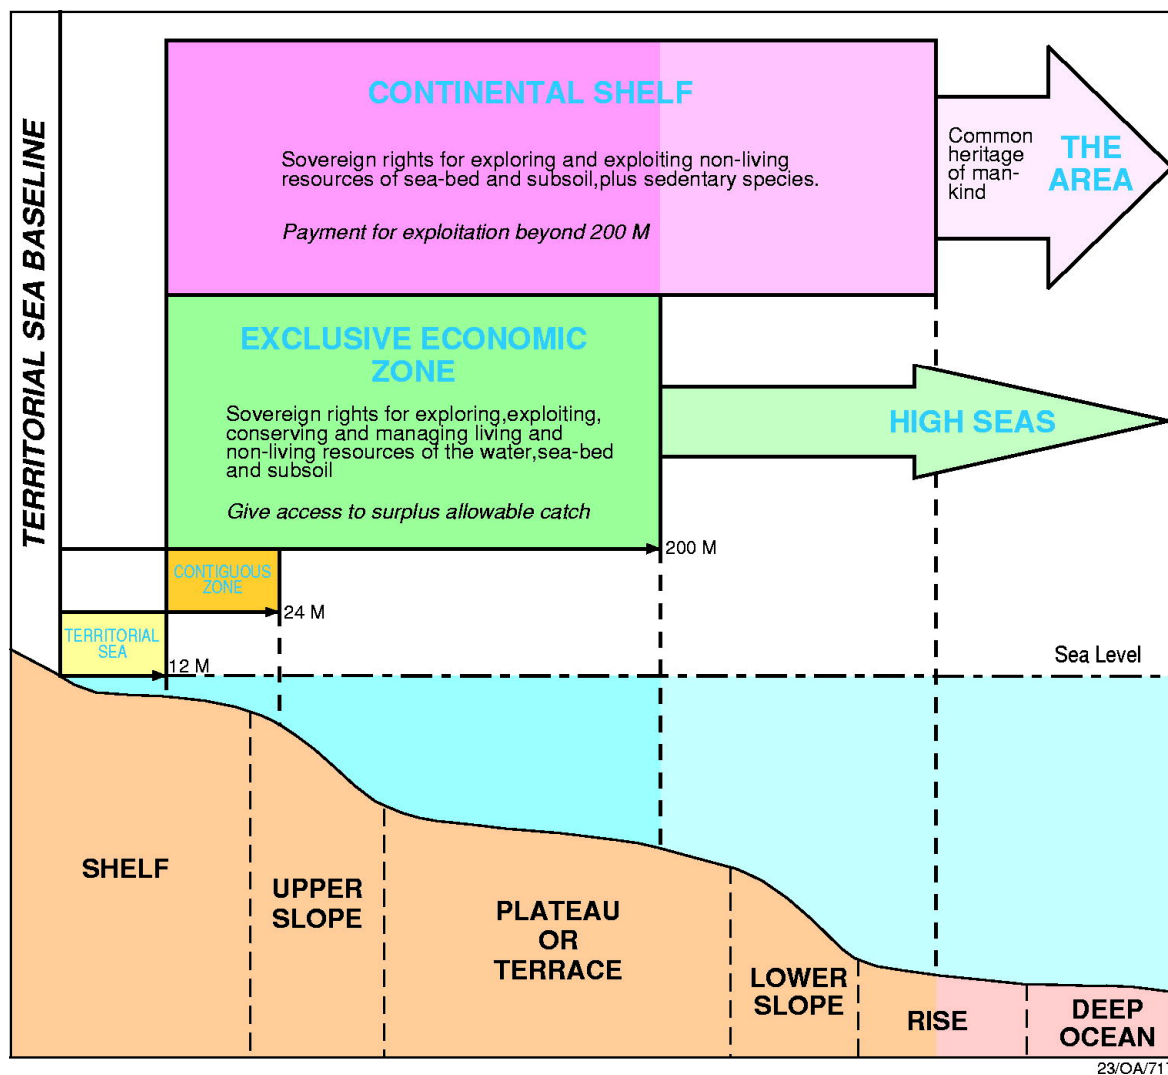 TERRITORIAL SEA BASELINE
CONTINENTAL SHELF
Sovereign rights for exploring and exploiting non-living
resources of sea-bed and subsoil,plus sedentary species.
Payment for exploitation beyond 200 M
Common
heritage
of man-
kind
THE
AREA
EXCLUSIVE ECONOMIC
ZONE
Sovereign rights for exploring,exploiting,
conserving and managing living and
non-living resources of the water,sea-bed
and subsoil
Give access to surplus allowable catch
HIGH SEAS
200 M
CONTIGUOUS
ZONE
24 M
TERRITORIAL
SEA
12 M
Sea Level
SHELF
UPPER
SLOPE
PLATEAU
OR
TERRACE
LOWER
SLOPE
RISE
DEEP
OCEAN
23/OA/717